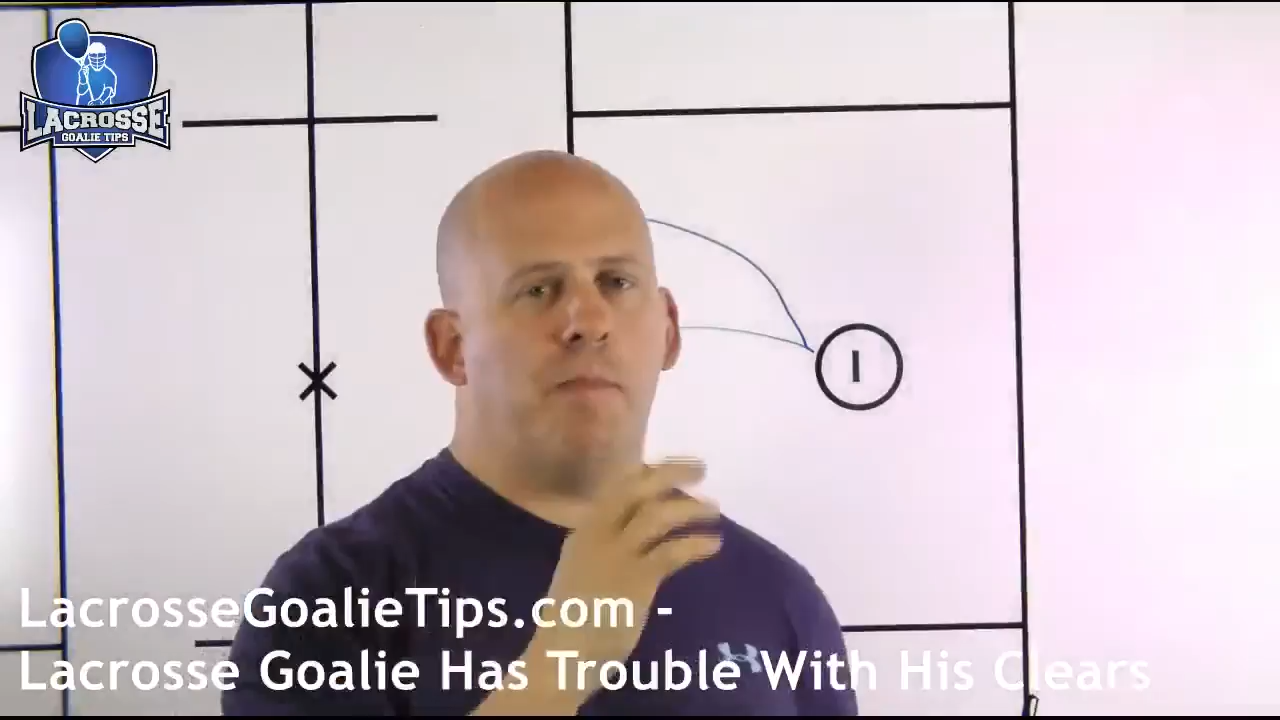 LACROSSE
GOALIE TIPS
I
LacrosseGoalieTips.com -
Lacrosse Goalie Has Trouble With His Clears